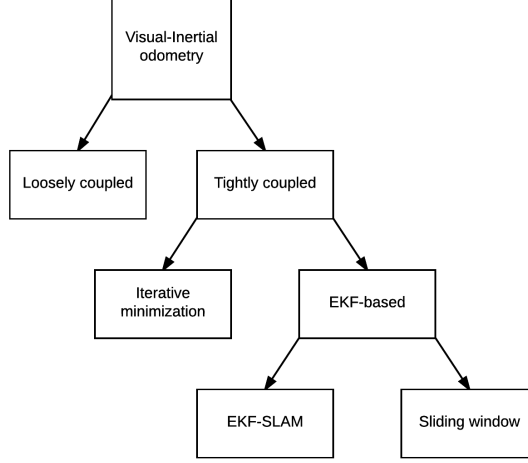 Visual-Inertial
odometry
Loosely coupled
Tightly coupled
Iterative
minimization
EKF-based
EKF-SLAM
Sliding window